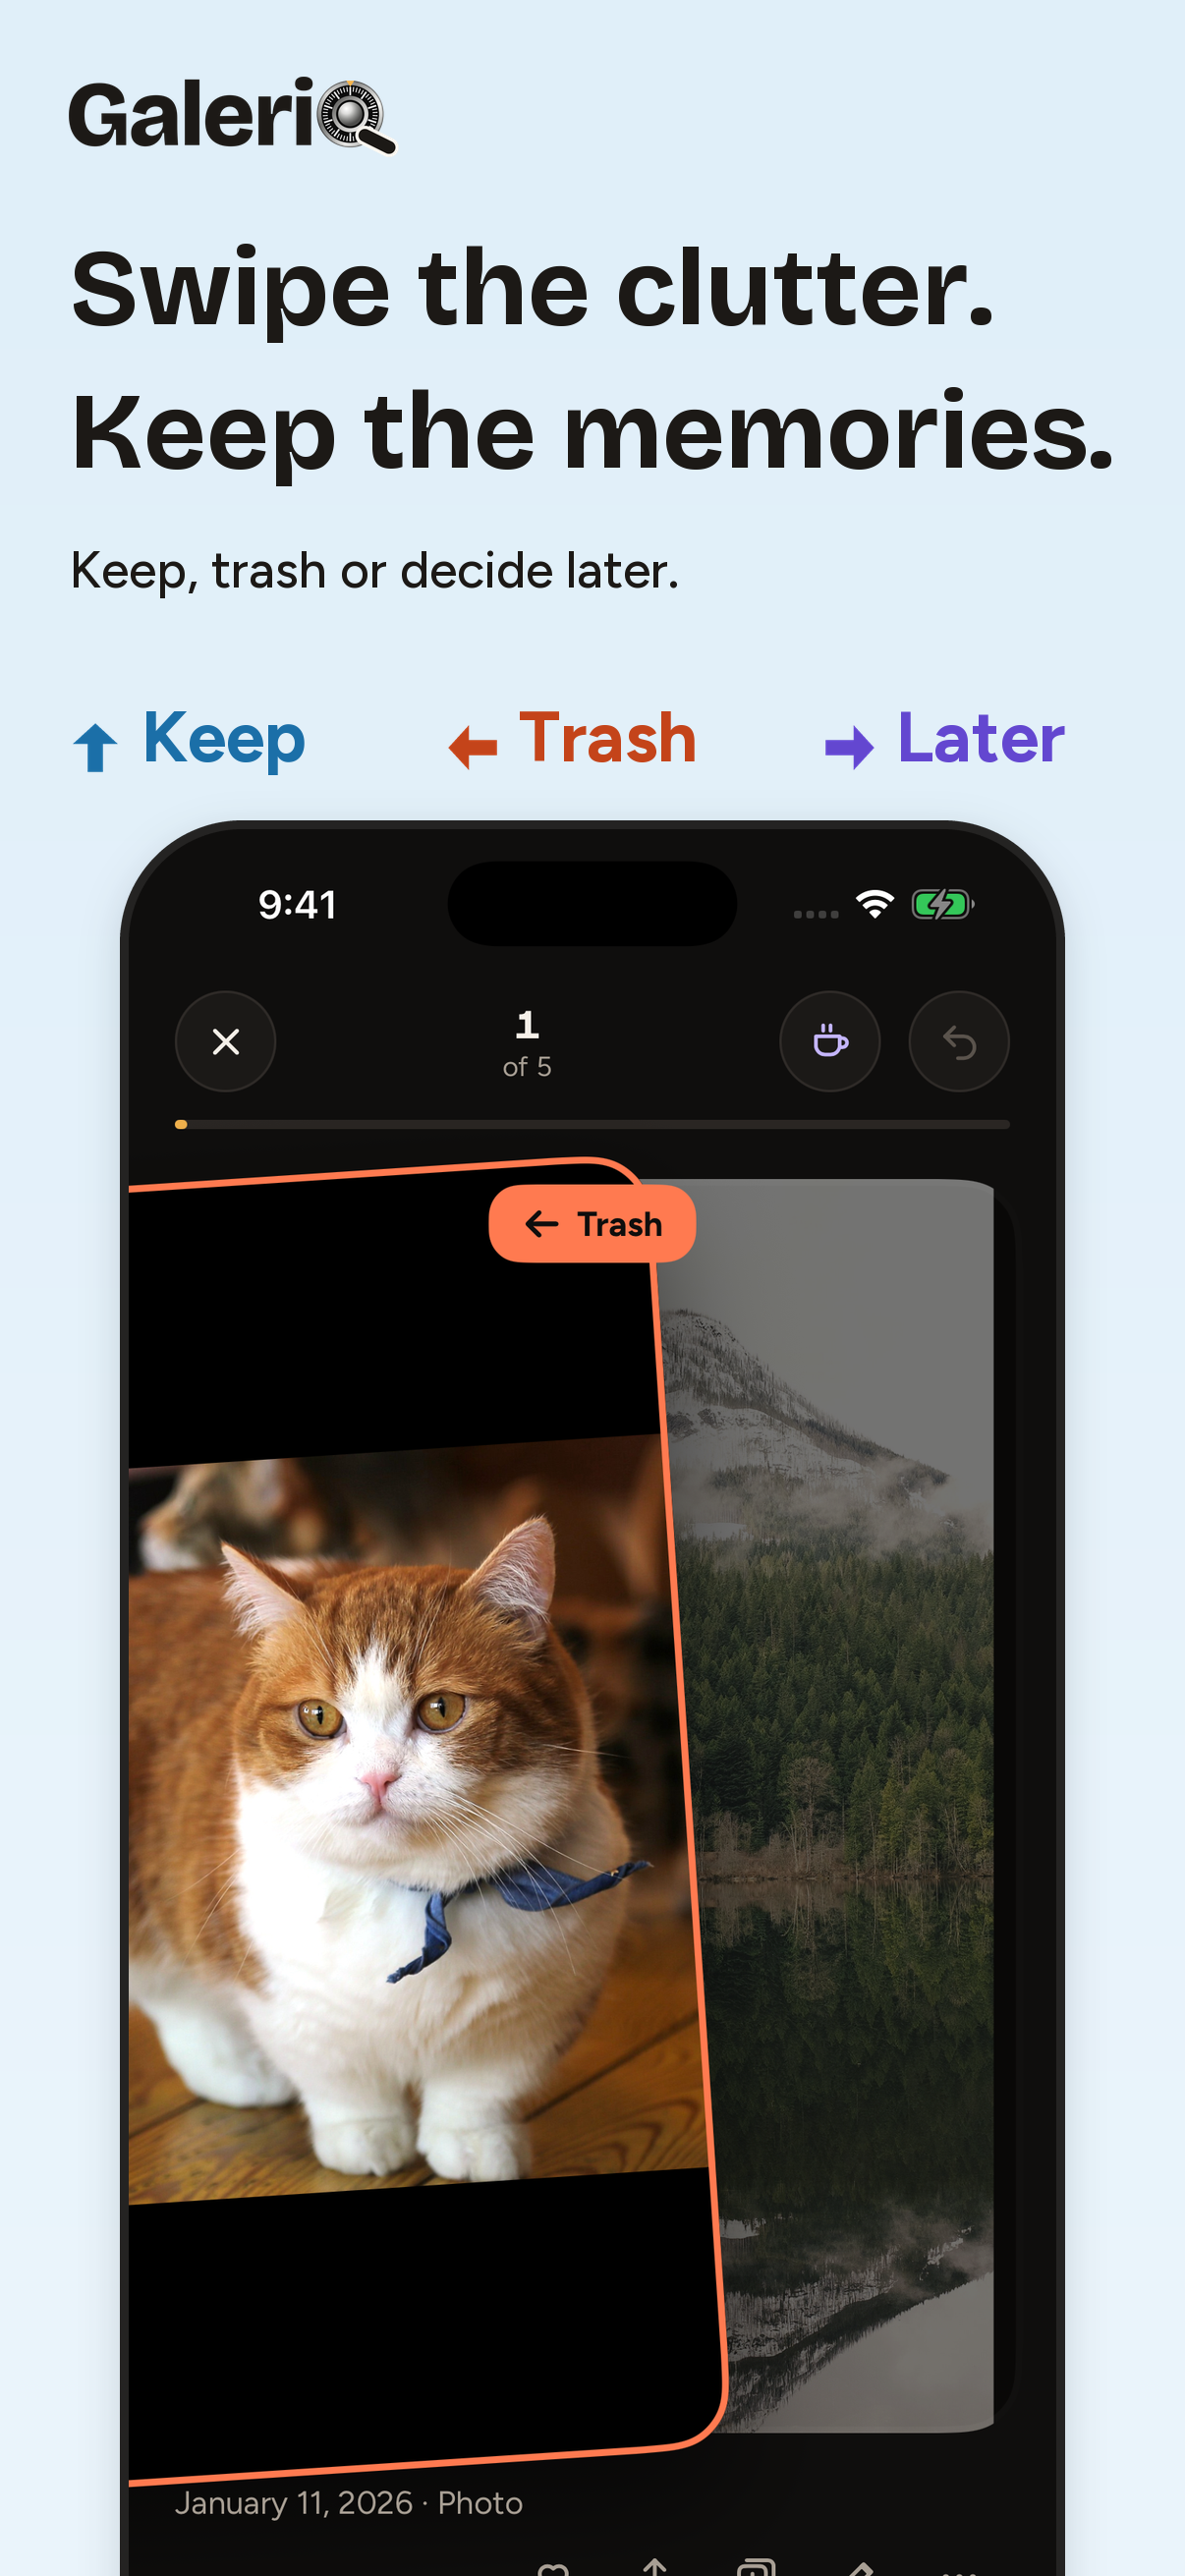 GaleriQ
Swipe the clutter.
Keep the memories.
Keep, trash or decide later.
Keep
Trash
Later
9:41
1
of 5
Trash
January 11, 2026 · Photo